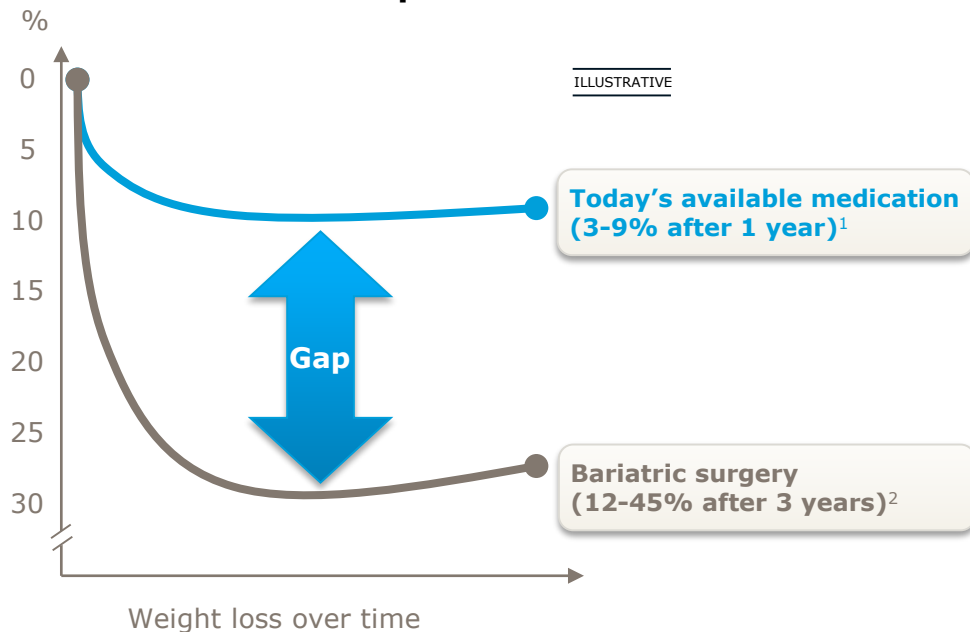 %
0
ILLUSTRATIVE
5
Today's available medication
(3-9% after 1 year)1
10
15
20
Gap
25
Bariatric surgery
(12-45% after 3 years)2
30
Weight loss over time